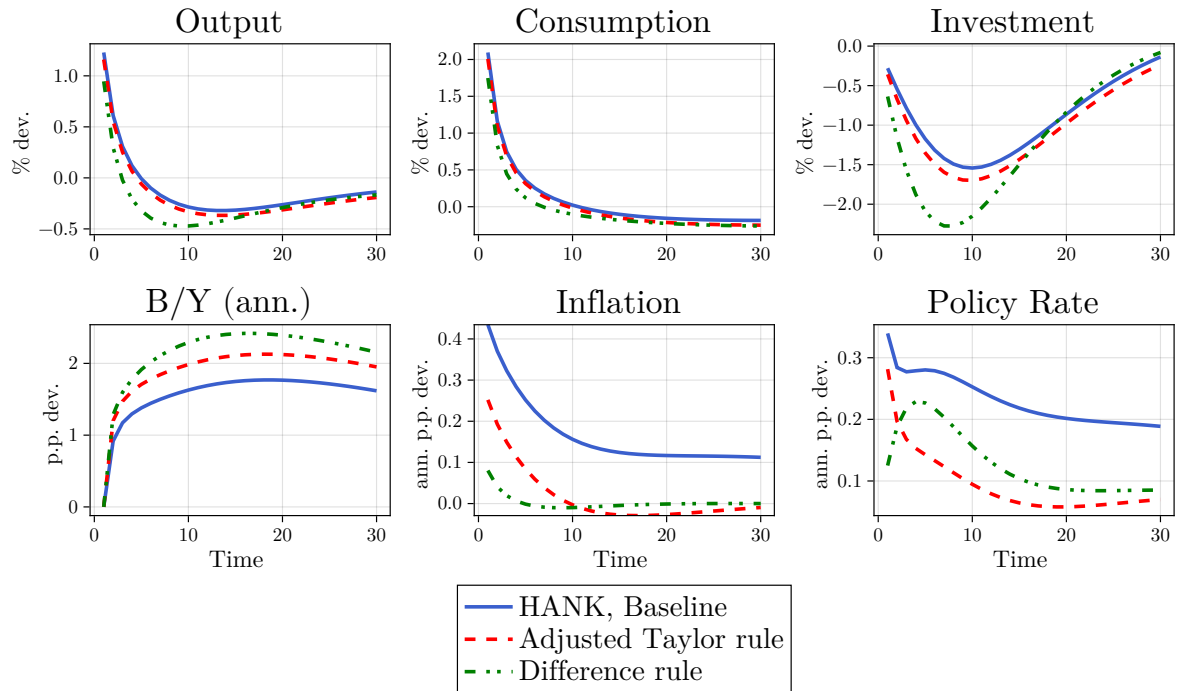 Output
Consumption
Investment
% dev.
1.0
0.5
0.0
−0.5
0
10
20
30
% dev.
2.0
1.5
1.0
0.5
0.0
0
10
20
30
% dev.
0.0
−0.5
−1.0
−1.5
−2.0
0
10
20
30
B/Y (ann.)
Inflation
Policy Rate
p.p. dev.
2
1
0
0
10
20
30
Time
ann. p.p. dev.
0.4
0.3
0.2
0.1
0.0
0
10
20
30
Time
ann. p.p. dev.
0.3
0.2
0.1
0
10
20
30
Time
HANK, Baseline
Adjusted Taylor rule
Difference rule